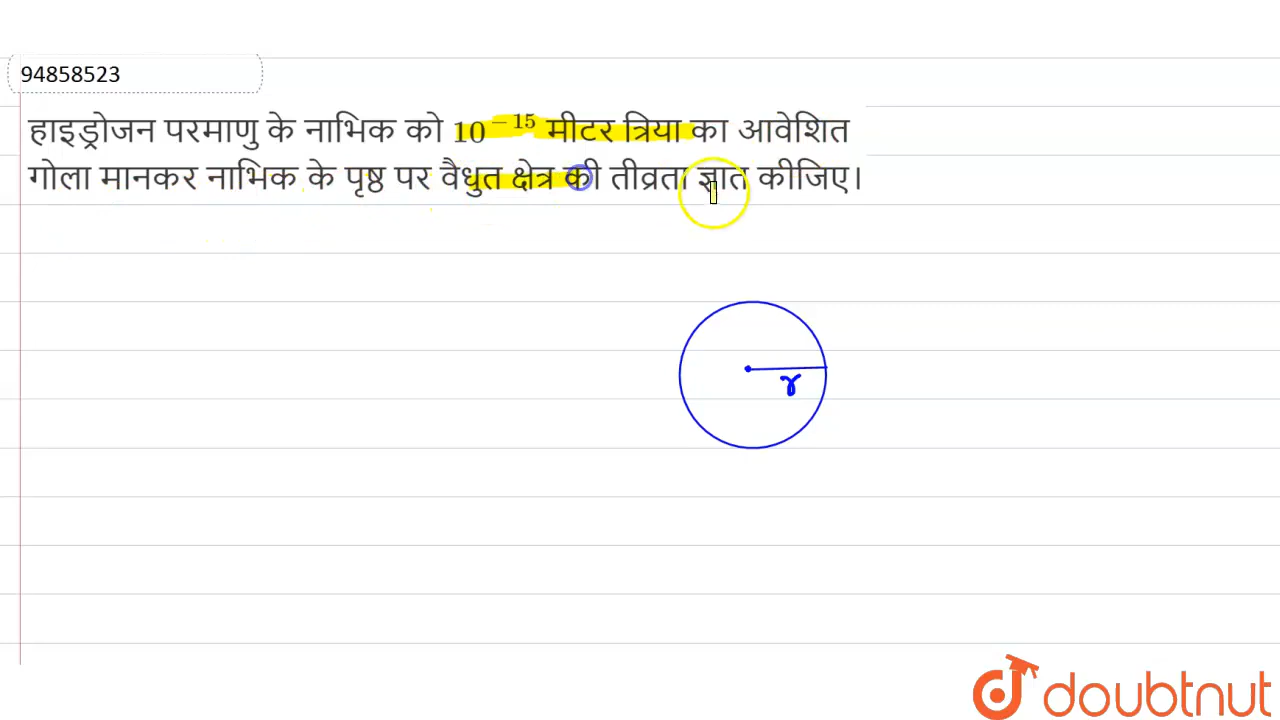 94858523
हाइड्रोजन परमाणु के नाभिक को 10⁻¹⁵ मीटर त्रिया का आवेशित
गोला मानकर नाभिक के पृष्ठ पर वैधुत क्षेत्र की तीव्रता ज्ञात कीजिए।
r
doubtnut